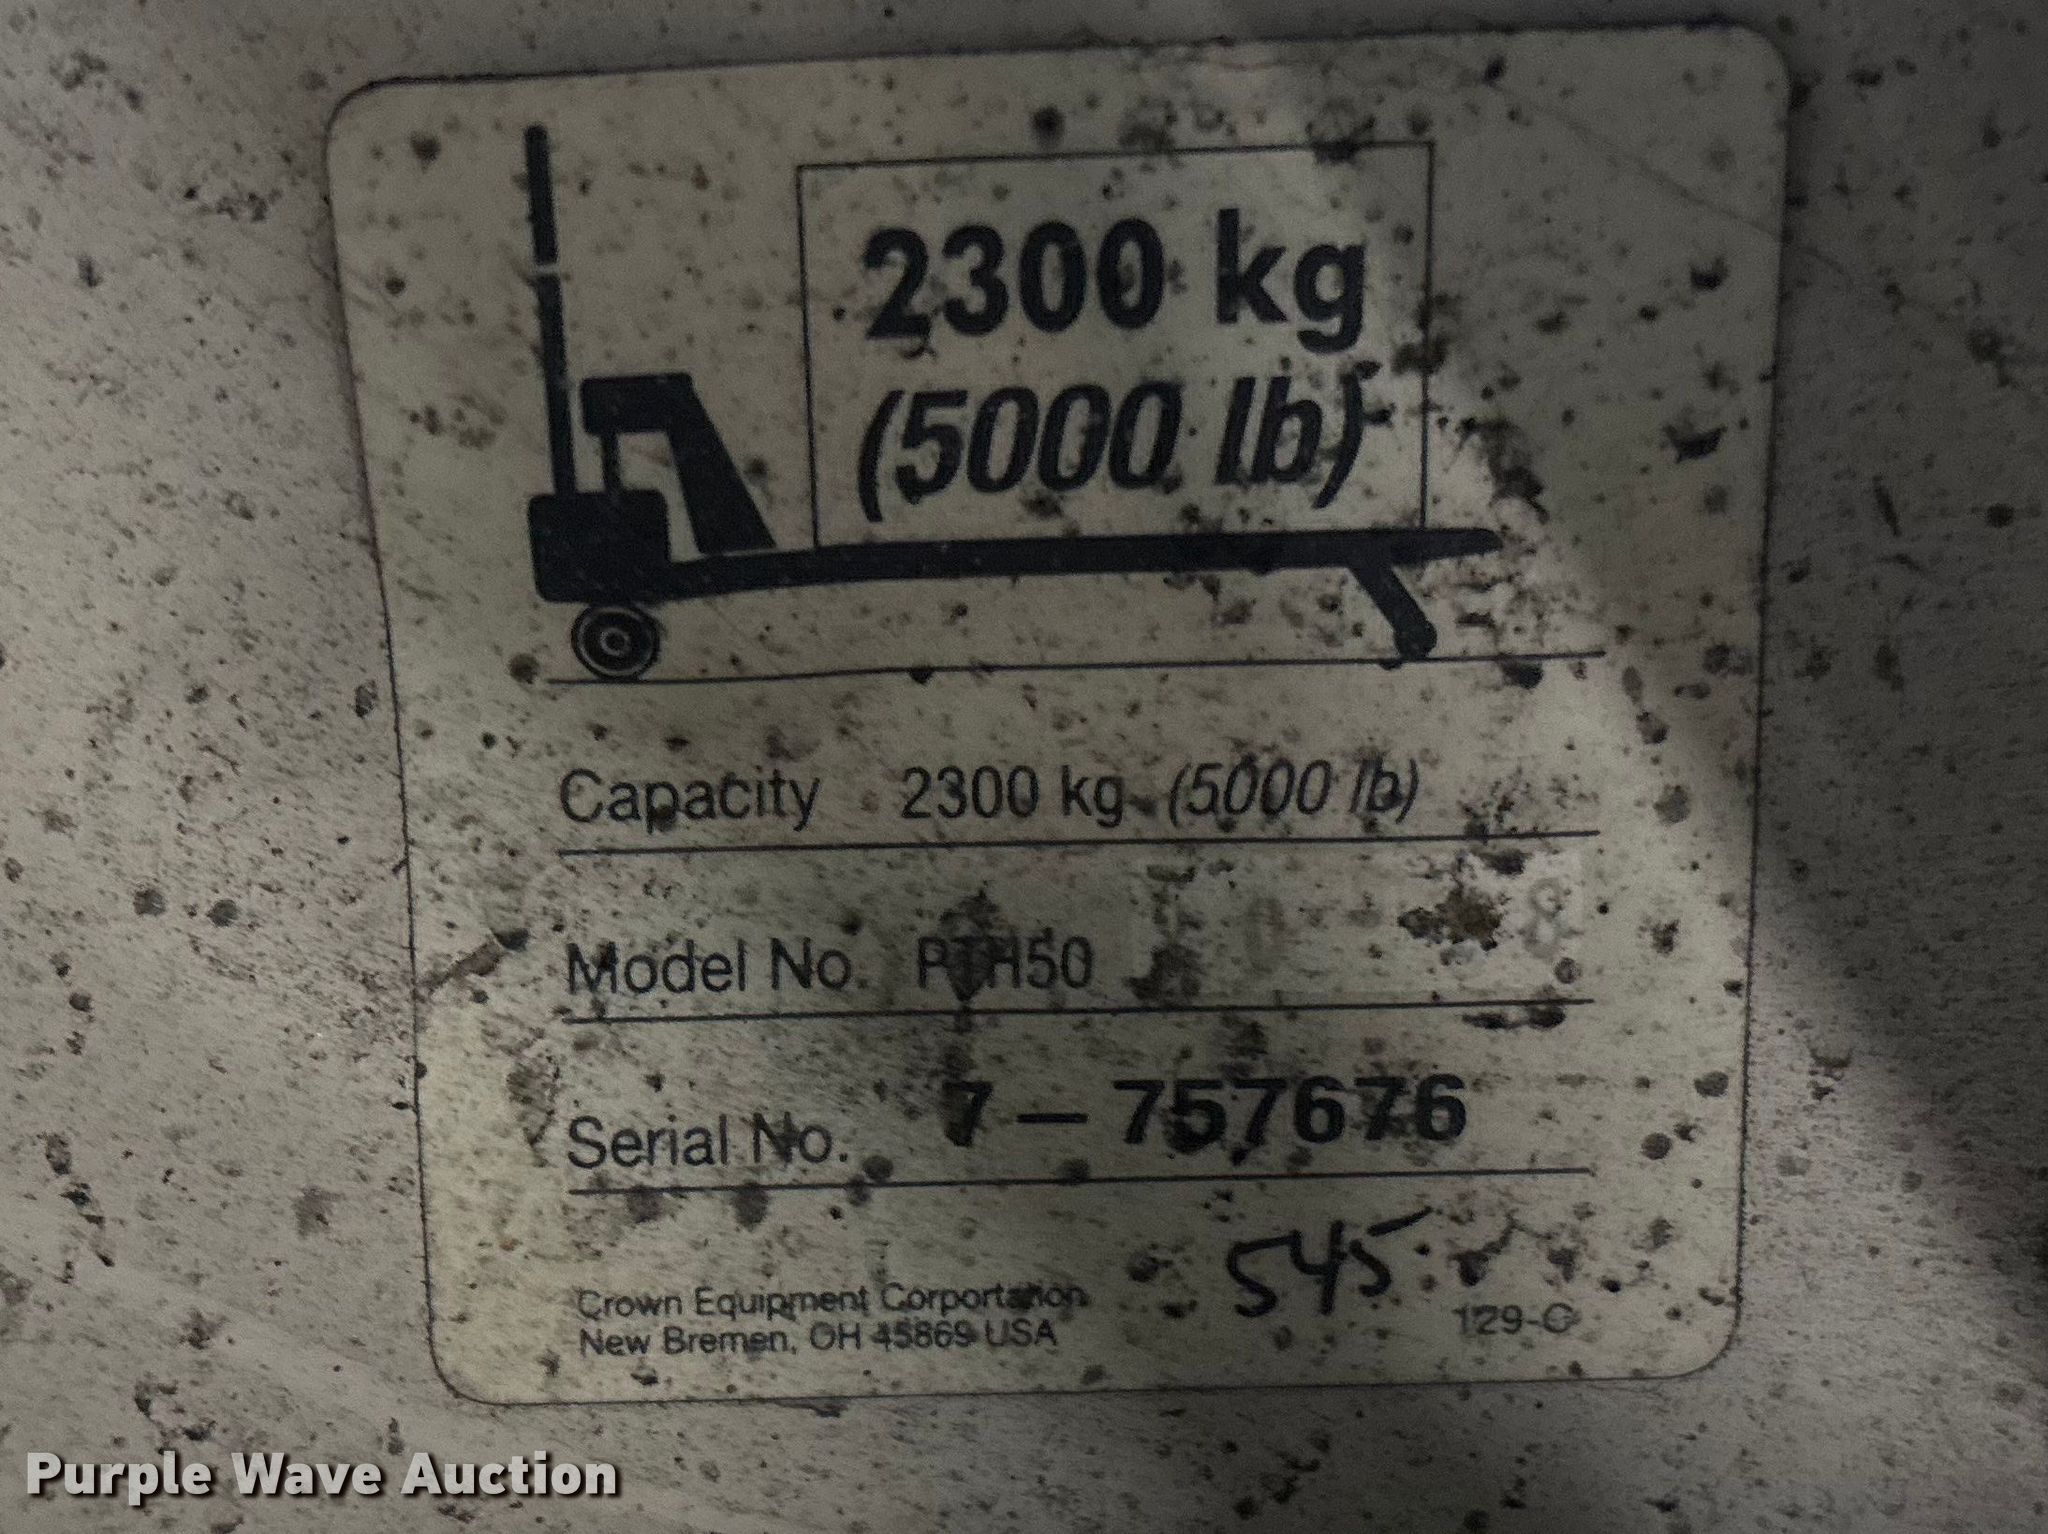 2300 kg
(5000 lb)
Capacity 2300 kg (5000 lb)
Model No. PTH50
Serial No. 7-757676
545
Crown Equipment Corportation
New Bremen, OH 45869 USA
129-C
Purple Wave Auction